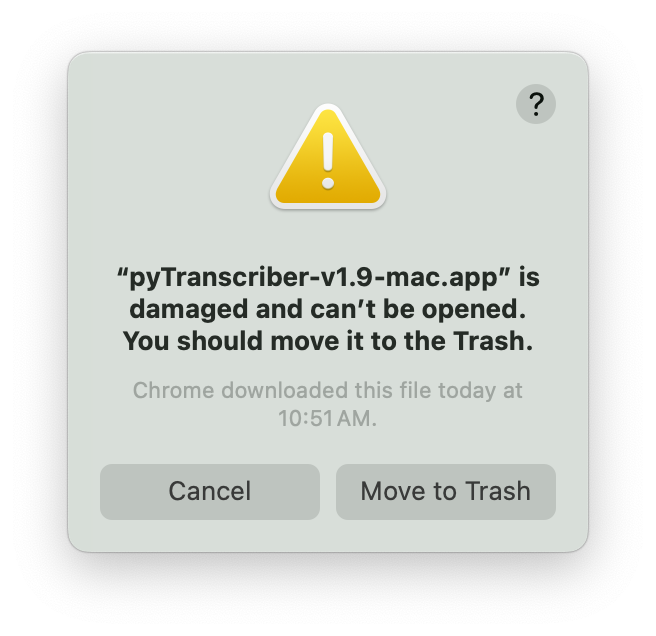 ?
“pyTranscriber-v1.9-mac.app” is
damaged and can’t be opened.
You should move it to the Trash.
Chrome downloaded this file today at
10:51 AM.
Cancel
Move to Trash